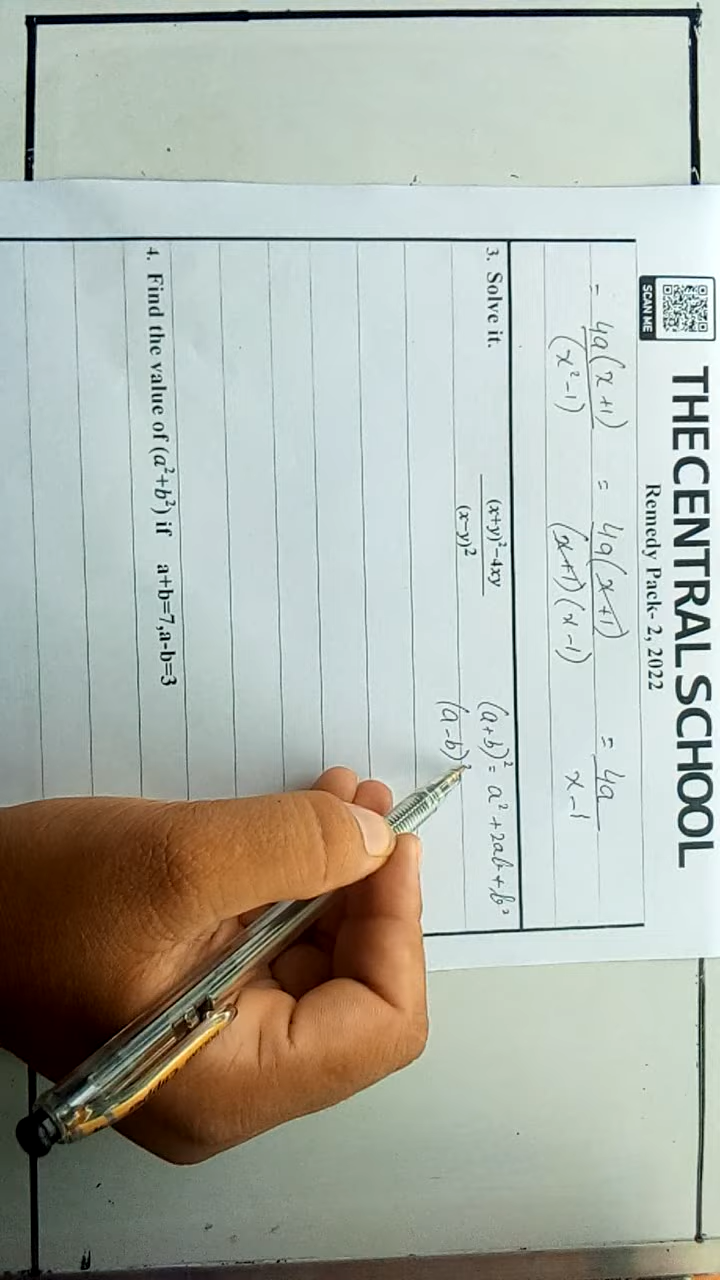 SCAN ME
THE CENTRAL SCHOOL
Remedy Pack- 2, 2022
= 4a(x+1) / (x²-1) = 4a(x+1) / (x+1)(x-1) = 4a / x-1
3. Solve it. (x+y)²-4xy / (x-y)²
(a+b)² = a²+2ab+b²
(a-b)²
4. Find the value of (a²+b²) if a+b=7,a-b=3